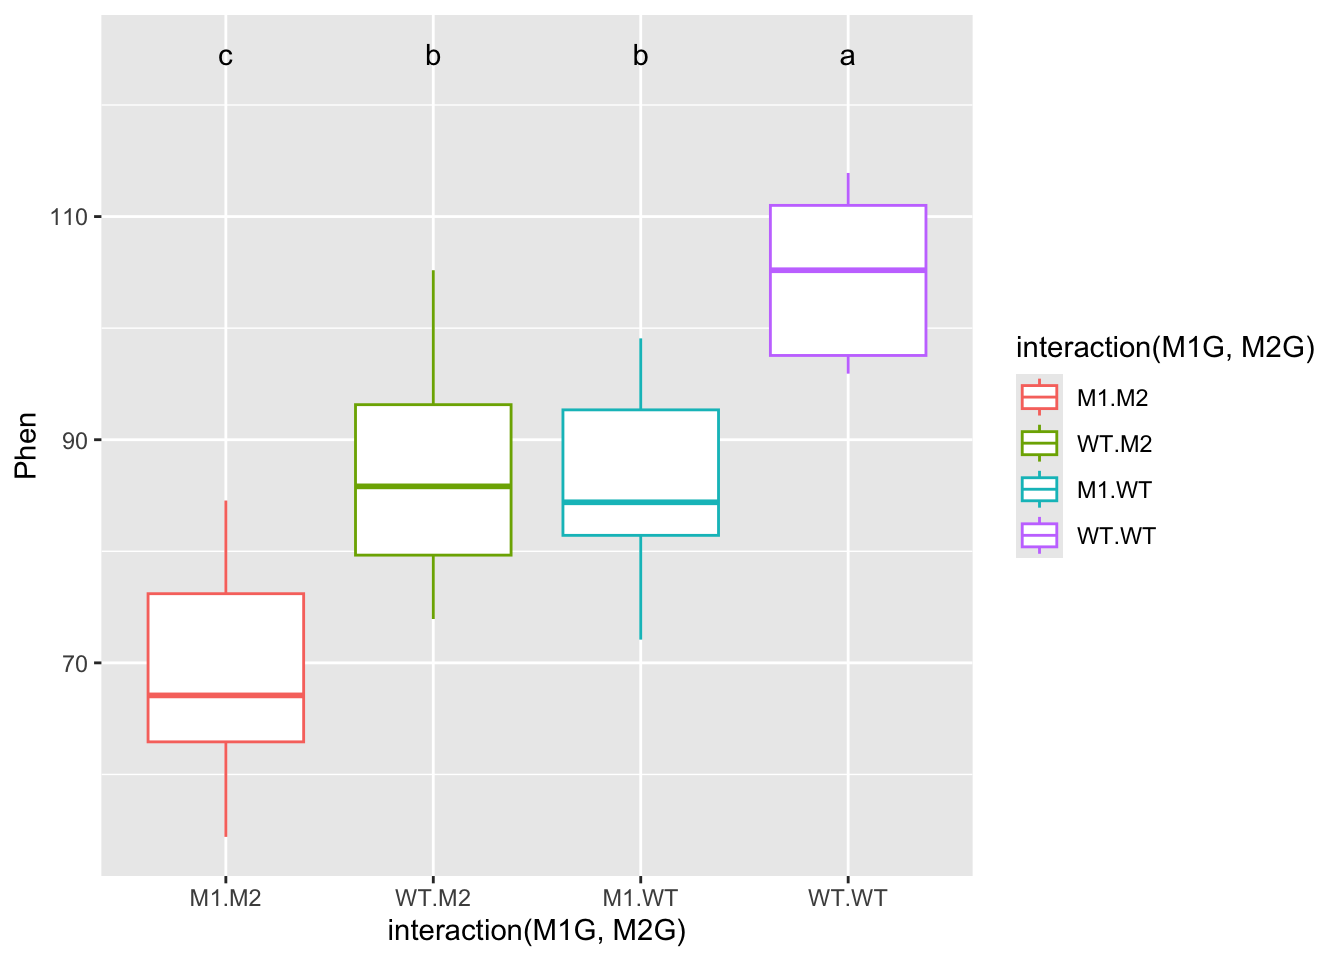 c b b a
110
90
70
Phen
M1.M2 WT.M2 M1.WT WT.WT
interaction(M1G, M2G)
interaction(M1G, M2G)
M1.M2
WT.M2
M1.WT
WT.WT